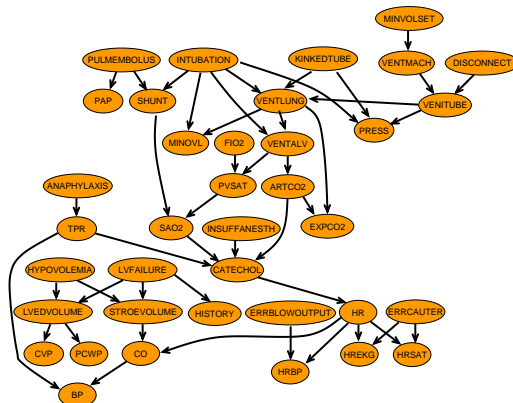 MINVOLSET
PULMEMBOLUS
INTUBATION
KINKEDTUBE
VENTMACH
DISCONNECT
PAP
SHUNT
VENTLUNG
VENITUBE
MINOVL
FIO2
VENTALV
PRESS
ANAPHYLAXIS
PVSAT
ARTCO2
TPR
SAO2
INSUFFANESTH
EXPCO2
HYPOVOLEMIA
LVFAILURE
CATECHOL
LVEDVOLUME
STROEVOLUME
HISTORY
ERRBLOWOUTPUT
HR
ERRCAUTER
CVP
PCWP
CO
HREKG
HRSAT
HRBP
BP